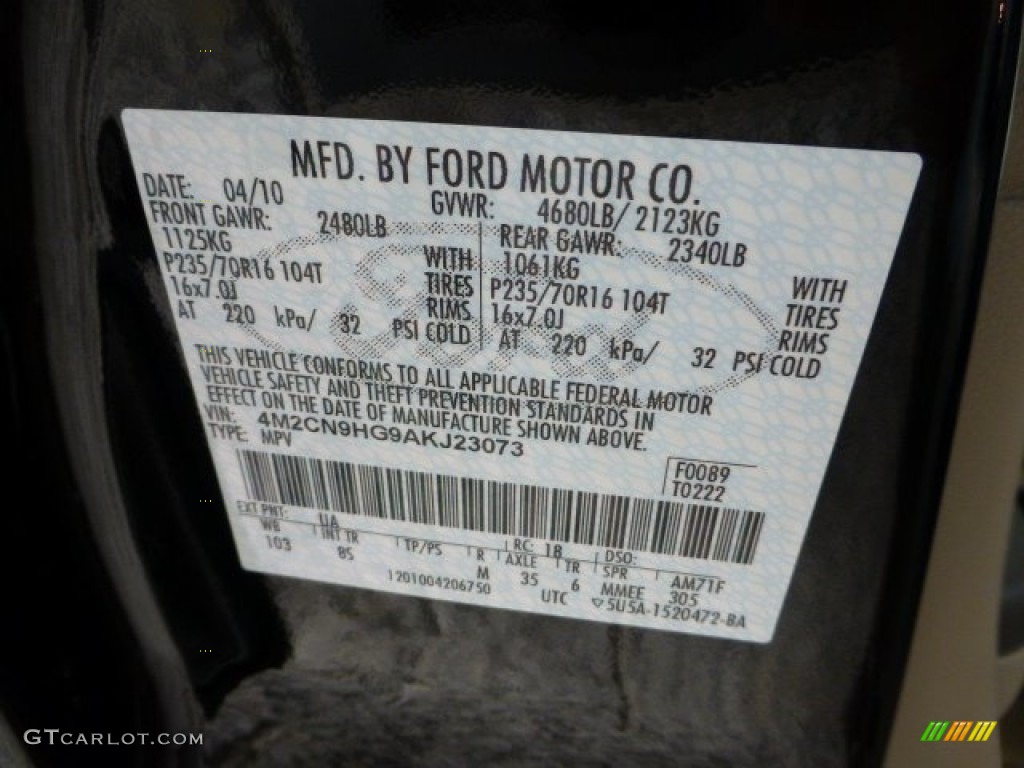 MFD. BY FORD MOTOR CO.
DATE: 04/10 GVWR: 4680LB/ 2123KG
FRONT GAWR: 2480LB REAR GAWR: 2340LB
1125KG WITH 1061KG WITH
P235/70R16 104T TIRES P235/70R16 104T TIRES
16x7.0J RIMS 16x7.0J RIMS
AT 220 kPa/ 32 PSI COLD AT 220 kPa/ 32 PSI COLD
THIS VEHICLE CONFORMS TO ALL APPLICABLE FEDERAL MOTOR
VEHICLE SAFETY AND THEFT PREVENTION STANDARDS IN
EFFECT ON THE DATE OF MANUFACTURE SHOWN ABOVE.
VIN: 4M2CN9HG9AKJ23073
TYPE: MPV
F0089
T0222
EXT PNT: UA RC: 18 DSO:
WB INT TR TP/PS R AXLE TR SPR AM71F
103 85 M 35 6 MMEE 305
1201004206750 UTC ▽5U5A-1520472-BA
GTCARLOT.COM